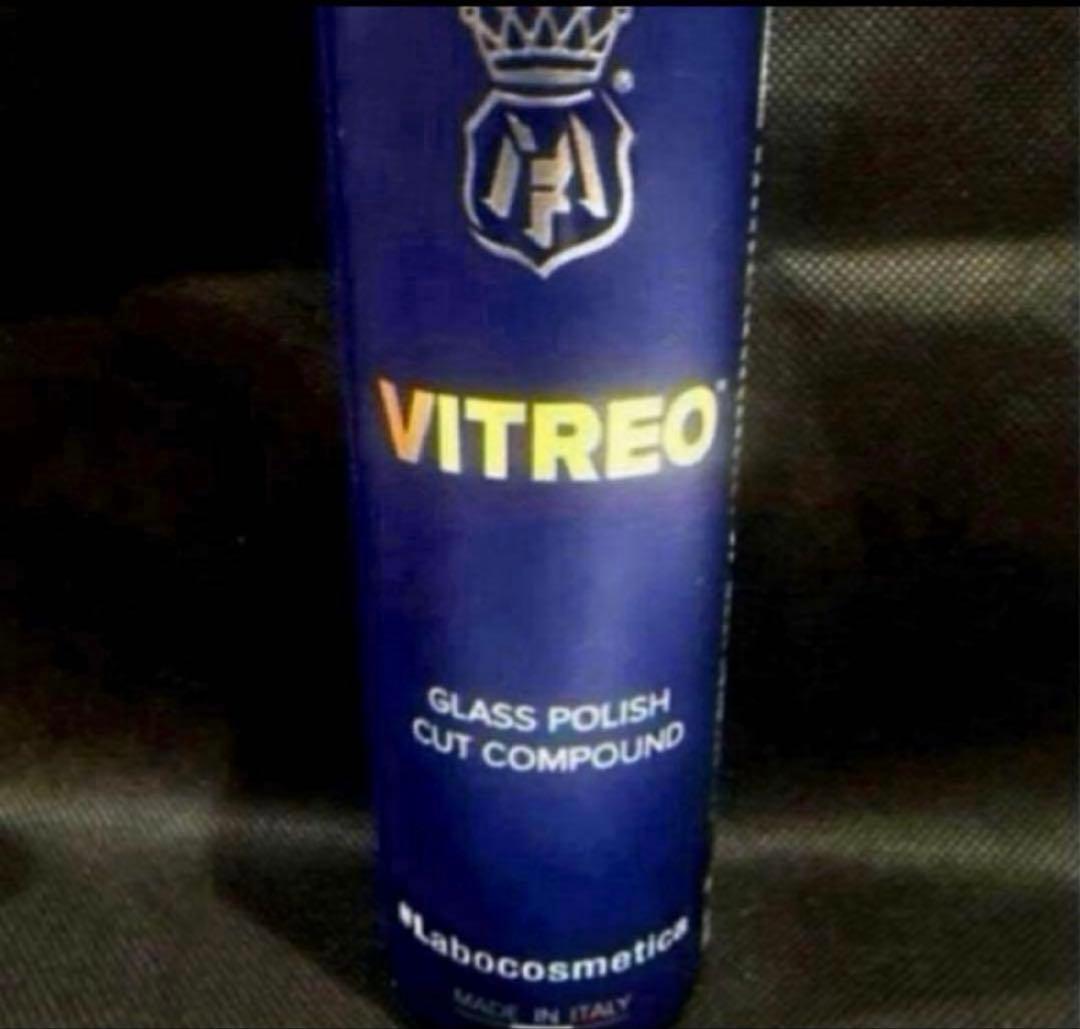 VITREO
GLASS POLISH
CUT COMPOUND
#Labocosmetica
MADE IN ITALY